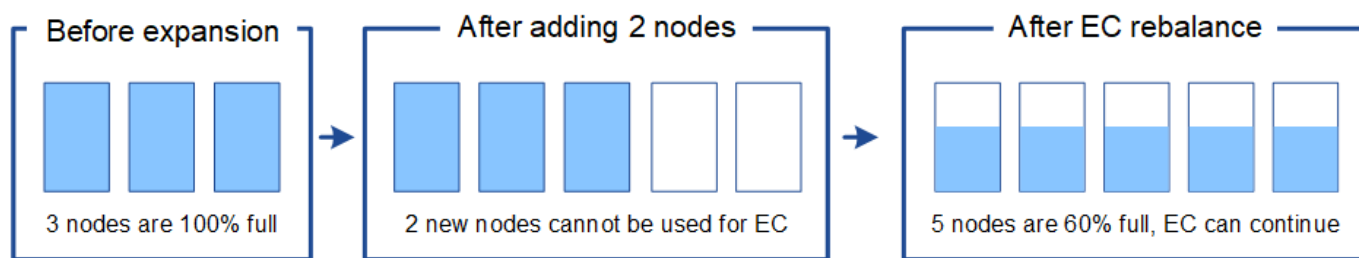 Before expansion
3 nodes are 100% full
After adding 2 nodes
2 new nodes cannot be used for EC
After EC rebalance
5 nodes are 60% full, EC can continue